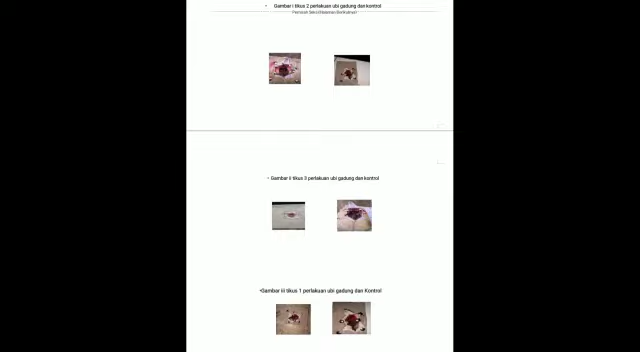 • Gambar i tikus 2 perlakuan ubi gadung dan kontrol
• Gambar ii tikus 3 perlakuan ubi gadung dan kontrol
•Gambar iii tikus 1 perlakuan ubi gadung dan Kontrol